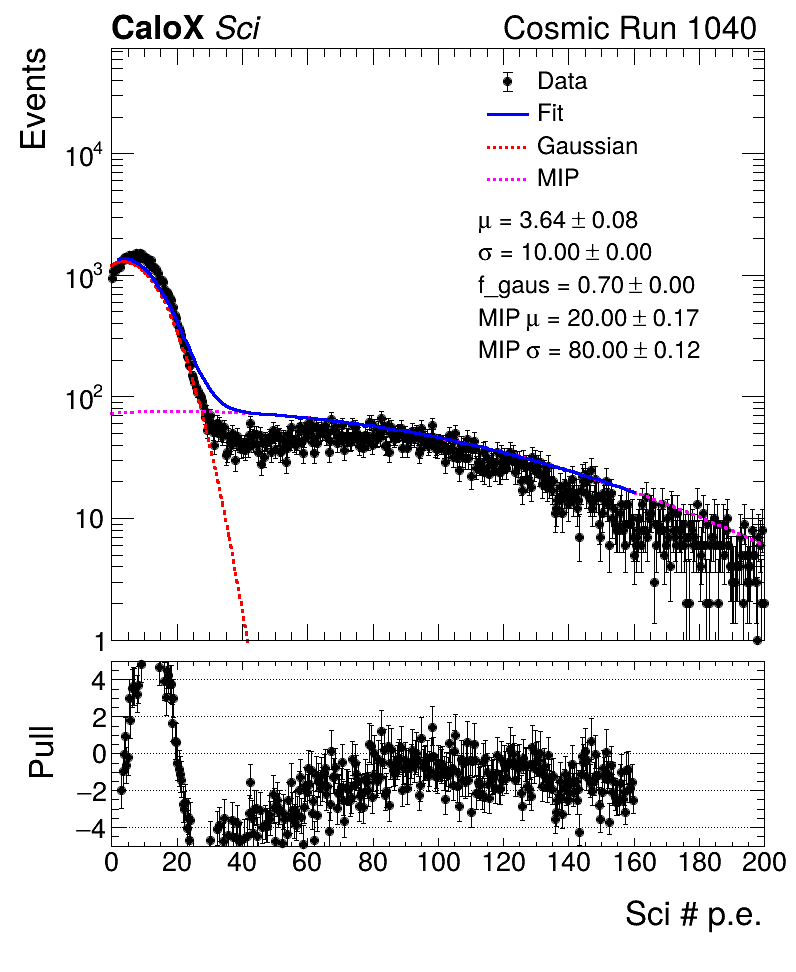 CaloX Sci
Cosmic Run 1040
Events
10⁴
10³
10²
10
1
Data
Fit
Gaussian
MIP
μ = 3.64 ± 0.08
σ = 10.00 ± 0.00
f_gaus = 0.70 ± 0.00
MIP μ = 20.00 ± 0.17
MIP σ = 80.00 ± 0.12
Pull
4
2
0
−2
−4
0 20 40 60 80 100 120 140 160 180 200
Sci # p.e.